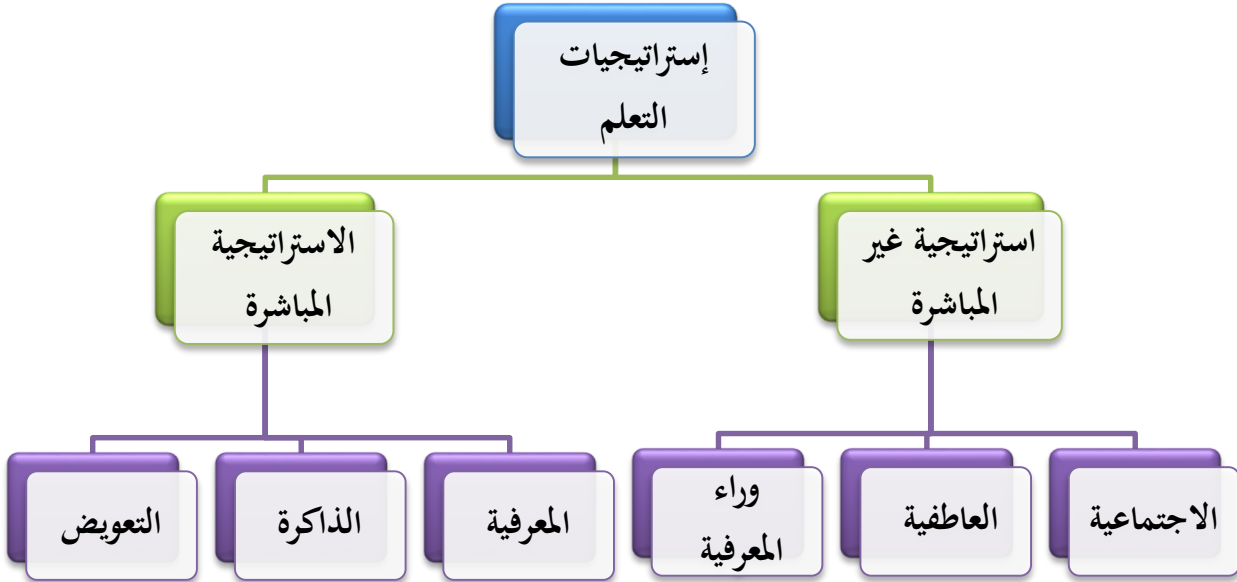 إستراتيجيات
التعلم
استراتيجية غير
المباشرة
الاستراتيجية
المباشرة
الاجتماعية
العاطفية
وراء
المعرفية
المعرفية
الذاكرة
التعويض